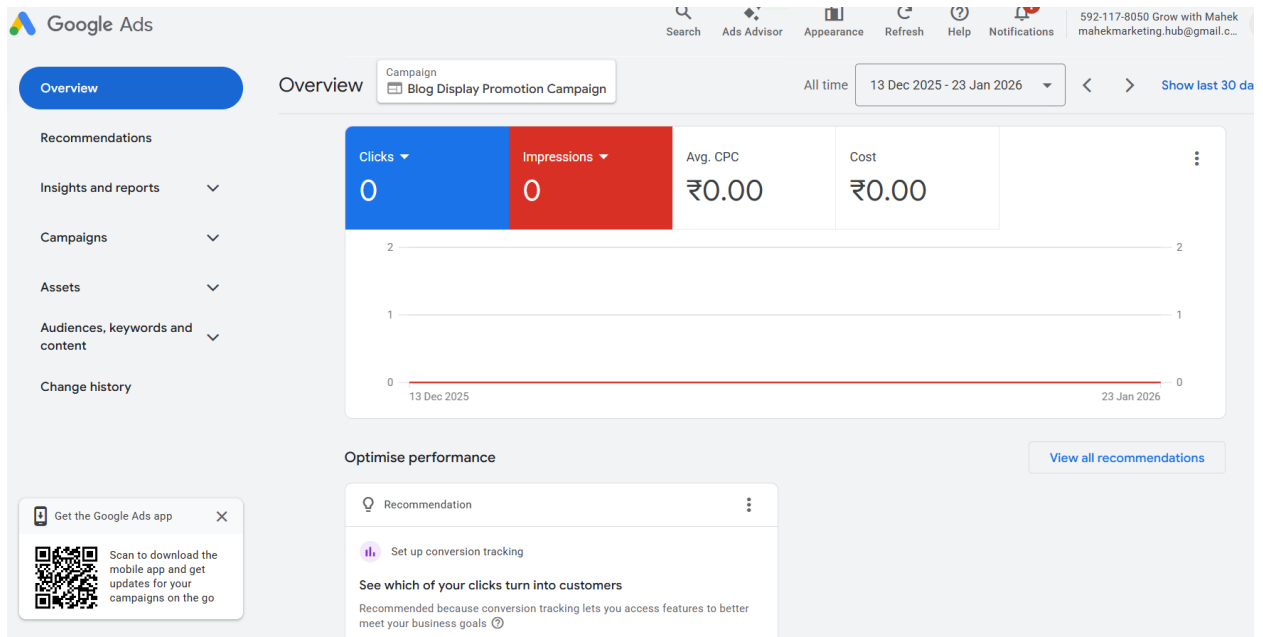 Google Ads
Search
Ads Advisor
Appearance
Refresh
Help
Notifications
592-117-8050 Grow with Mahek
mahekmarketing.hub@gmail.c...
Overview
Recommendations
Insights and reports
Campaigns
Assets
Audiences, keywords and
content
Change history
Get the Google Ads app
Scan to download the
mobile app and get
updates for your
campaigns on the go
Overview
Campaign
Blog Display Promotion Campaign
All time
13 Dec 2025 - 23 Jan 2026
Show last 30 da
Clicks
0
Impressions
0
Avg. CPC
₹0.00
Cost
₹0.00
2
2
1
1
0
0
13 Dec 2025
23 Jan 2026
Optimise performance
View all recommendations
Recommendation
Set up conversion tracking
See which of your clicks turn into customers
Recommended because conversion tracking lets you access features to better
meet your business goals